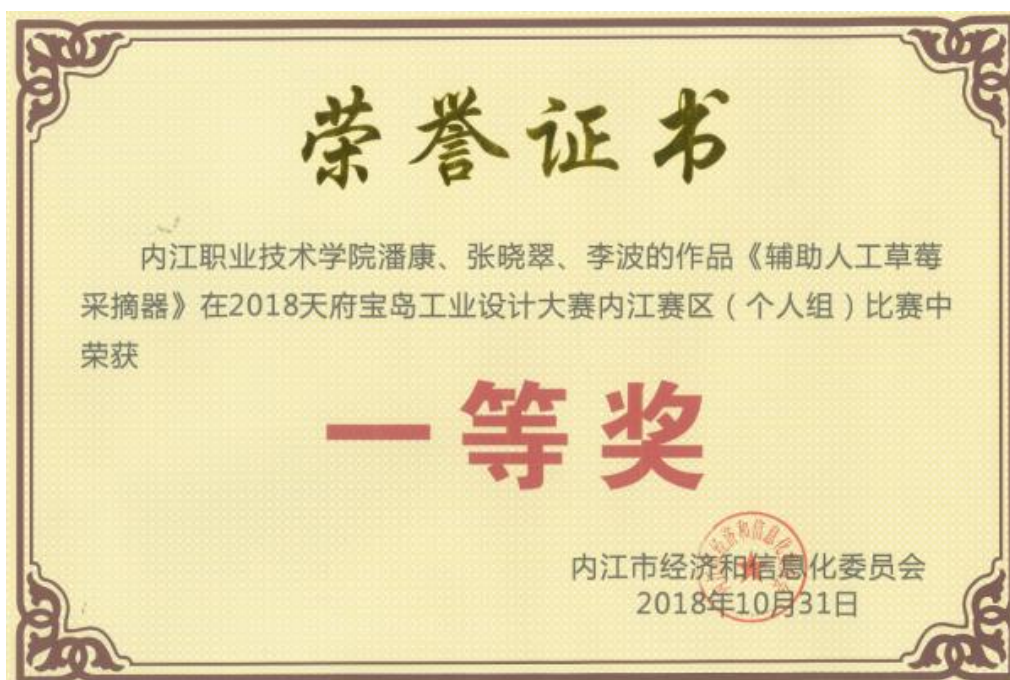 荣誉证书
内江职业技术学院潘康、张晓翠、李波的作品《辅助人工草莓
采摘器》在2018天府宝岛工业设计大赛内江赛区(个人组)比赛中
荣获
一等奖
内江市经济和信息化委员会
2018年10月31日